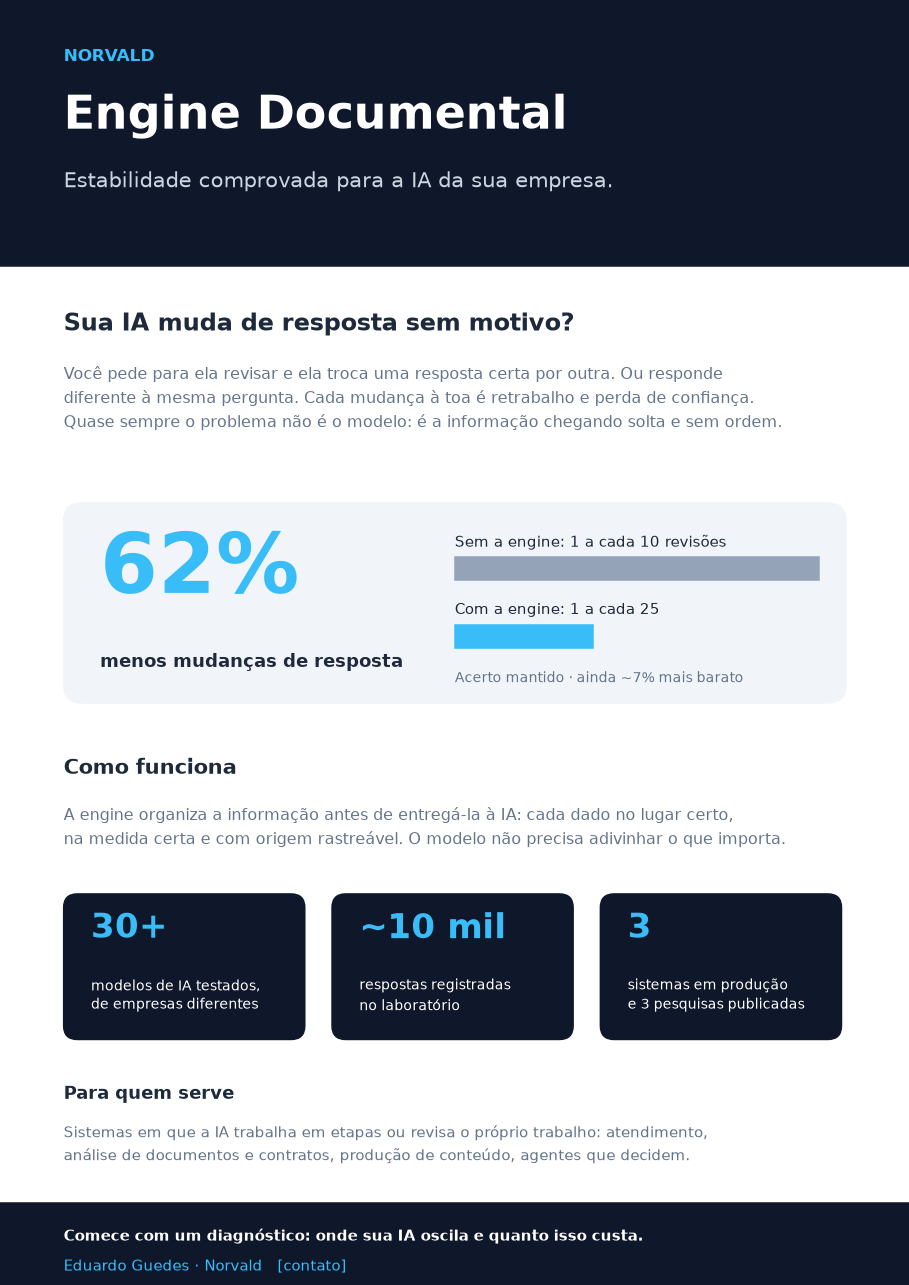 NORVALD
Engine Documental
Estabilidade comprovada para a IA da sua empresa.
Sua IA muda de resposta sem motivo?
Você pede para ela revisar e ela troca uma resposta certa por outra. Ou responde
diferente à mesma pergunta. Cada mudança à toa é retrabalho e perda de confiança.
Quase sempre o problema não é o modelo: é a informação chegando solta e sem ordem.
62%
menos mudanças de resposta
Sem a engine: 1 a cada 10 revisões
Com a engine: 1 a cada 25
Acerto mantido · ainda ~7% mais barato
Como funciona
A engine organiza a informação antes de entregá-la à IA: cada dado no lugar certo,
na medida certa e com origem rastreável. O modelo não precisa adivinhar o que importa.
30+
modelos de IA testados,
de empresas diferentes
~10 mil
respostas registradas
no laboratório
3
sistemas em produção
e 3 pesquisas publicadas
Para quem serve
Sistemas em que a IA trabalha em etapas ou revisa o próprio trabalho: atendimento,
análise de documentos e contratos, produção de conteúdo, agentes que decidem.
Comece com um diagnóstico: onde sua IA oscila e quanto isso custa.
Eduardo Guedes · Norvald [contato]